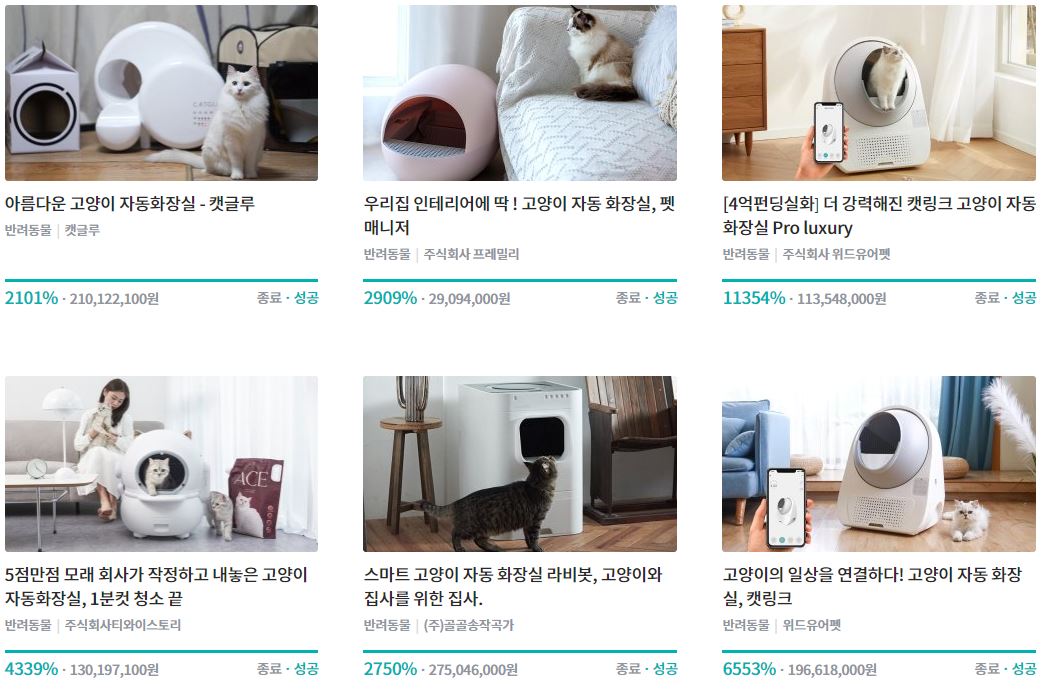 CATGLU
아름다운 고양이 자동화장실 - 캣글루
반려동물 | 캣글루
2101% · 210,122,100원 종료 · 성공
우리집 인테리어에 딱 ! 고양이 자동 화장실, 펫
매니저
반려동물 | 주식회사 프레밀리
2909% · 29,094,000원 종료 · 성공
[4억펀딩실화] 더 강력해진 캣링크 고양이 자동
화장실 Pro luxury
반려동물 | 주식회사 위드유어펫
11354% · 113,548,000원 종료 · 성공
ACE
5점만점 모래 회사가 작정하고 내놓은 고양이
자동화장실, 1분컷 청소 끝
반려동물 | 주식회사티와이스토리
4339% · 130,197,100원 종료 · 성공
스마트 고양이 자동 화장실 라비봇, 고양이와
집사를 위한 집사.
반려동물 | (주)골골송작곡가
2750% · 275,046,000원 종료 · 성공
고양이의 일상을 연결하다! 고양이 자동 화장
실, 캣링크
반려동물 | 위드유어펫
6553% · 196,618,000원 종료 · 성공